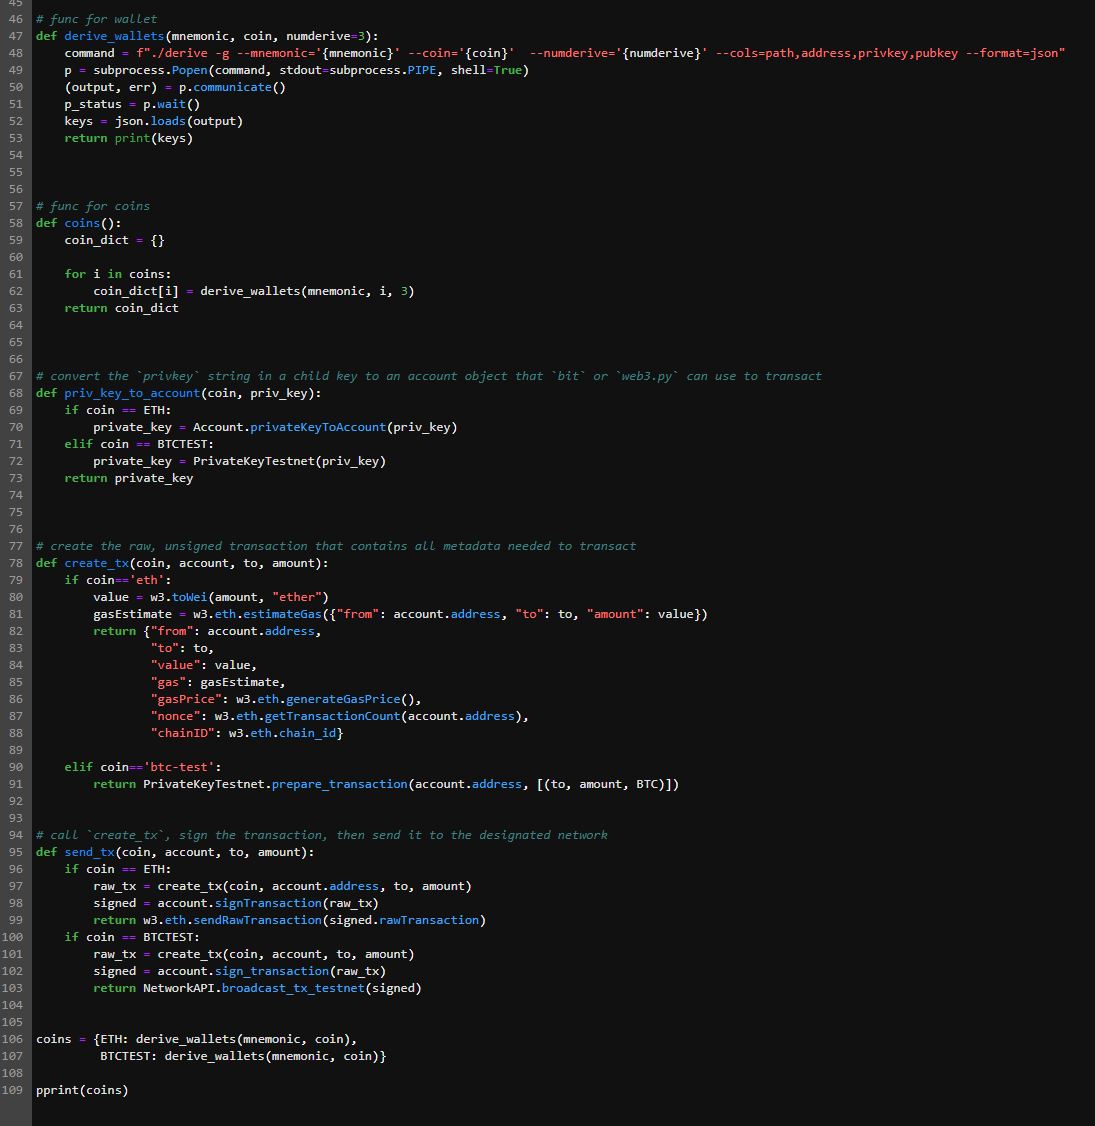 45
46 # func for wallet
47 def derive_wallets(mnemonic, coin, numderive=3):
48     command = f"./derive -g --mnemonic='{mnemonic}' --coin='{coin}'  --numderive='{numderive}' --cols=path,address,privkey,pubkey --format=json"
49     p = subprocess.Popen(command, stdout=subprocess.PIPE, shell=True)
50     (output, err) = p.communicate()
51     p_status = p.wait()
52     keys = json.loads(output)
53     return print(keys)
54
55
56
57 # func for coins
58 def coins():
59     coin_dict = {}
60
61     for i in coins:
62         coin_dict[i] = derive_wallets(mnemonic, i, 3)
63     return coin_dict
64
65
66
67 # convert the `privkey` string in a child key to an account object that `bit` or `web3.py` can use to transact
68 def priv_key_to_account(coin, priv_key):
69     if coin == ETH:
70         private_key = Account.privateKeyToAccount(priv_key)
71     elif coin == BTCTEST:
72         private_key = PrivateKeyTestnet(priv_key)
73     return private_key
74
75
76
77 # create the raw, unsigned transaction that contains all metadata needed to transact
78 def create_tx(coin, account, to, amount):
79     if coin=='eth':
80         value = w3.toWei(amount, "ether")
81         gasEstimate = w3.eth.estimateGas({"from": account.address, "to": to, "amount": value})
82         return {"from": account.address,
83                 "to": to,
84                 "value": value,
85                 "gas": gasEstimate,
86                 "gasPrice": w3.eth.generateGasPrice(),
87                 "nonce": w3.eth.getTransactionCount(account.address),
88                 "chainID": w3.eth.chain_id}
89
90     elif coin=='btc-test':
91         return PrivateKeyTestnet.prepare_transaction(account.address, [(to, amount, BTC)])
92
93
94 # call `create_tx`, sign the transaction, then send it to the designated network
95 def send_tx(coin, account, to, amount):
96     if coin == ETH:
97         raw_tx = create_tx(coin, account.address, to, amount)
98         signed = account.signTransaction(raw_tx)
99         return w3.eth.sendRawTransaction(signed.rawTransaction)
100     if coin == BTCTEST:
101         raw_tx = create_tx(coin, account, to, amount)
102         signed = account.sign_transaction(raw_tx)
103         return NetworkAPI.broadcast_tx_testnet(signed)
104
105
106 coins = {ETH: derive_wallets(mnemonic, coin),
107          BTCTEST: derive_wallets(mnemonic, coin)}
108
109 pprint(coins)